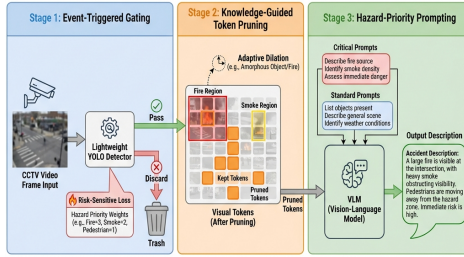 Stage 1: Event-Triggered Gating
CCTV Video
Frame Input
Lightweight
YOLO Detector
Pass
Discard
Risk-Sensitive Loss
Hazard Priority Weights
(e.g., Fire=3, Smoke=2,
Pedestrian=1)
Trash
Stage 2: Knowledge-Guided
Token Pruning
Adaptive Dilation
(e.g., Amorphous Object/Fire)
Fire Region
Smoke Region
Kept Tokens
Pruned
Tokens
Visual Tokens
(After Pruning)
Pruned
Tokens
Stage 3: Hazard-Priority Prompting
Critical Prompts
Describe fire source
Identify smoke density
Assess immediate danger
Standard Prompts
List objects present
Describe general scene
Identify weather conditions
VLM
(Vision-Language
Model)
Output Description
Accident Description:
A large fire is visible at the
intersection, with
heavy smoke
obstructing visibility.
Pedestrians are moving
away from the hazard
zone. Immediate risk is
high.